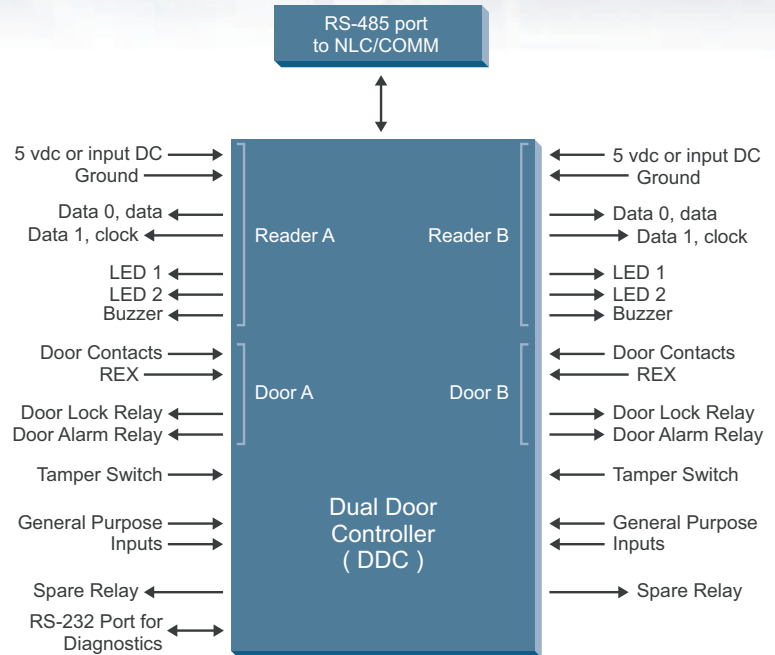 RS-485 port
to NLC/COMM
5 vdc or input DC
Ground
Data 0, data
Data 1, clock
LED 1
LED 2
Buzzer
Door Contacts
REX
Door Lock Relay
Door Alarm Relay
Tamper Switch
General Purpose
Inputs
Spare Relay
RS-232 Port for
Diagnostics
Reader A
Reader B
Door A
Door B
Dual Door
Controller
( DDC )
5 vdc or input DC
Ground
Data 0, data
Data 1, clock
LED 1
LED 2
Buzzer
Door Contacts
REX
Door Lock Relay
Door Alarm Relay
Tamper Switch
General Purpose
Inputs
Spare Relay